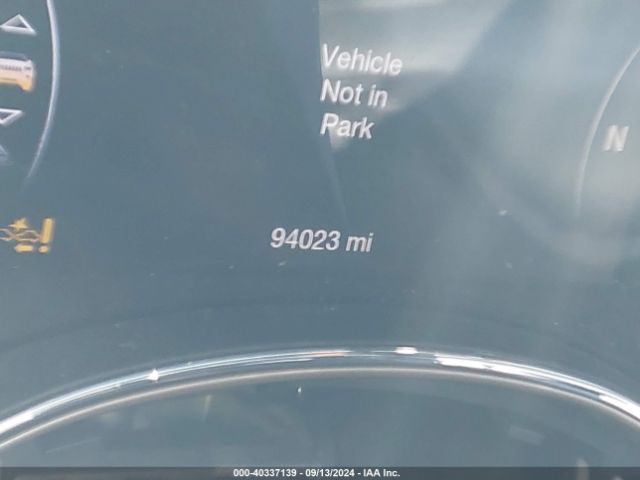 Vehicle
Not in
Park
N
94023 mi
000-40337139 - 09/13/2024 - IAA Inc.